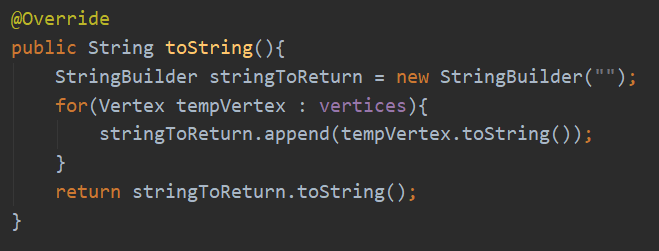 @Override
public String toString(){
    StringBuilder stringToReturn = new StringBuilder("");
    for(Vertex tempVertex : vertices){
        stringToReturn.append(tempVertex.toString());
    }
    return stringToReturn.toString();
}